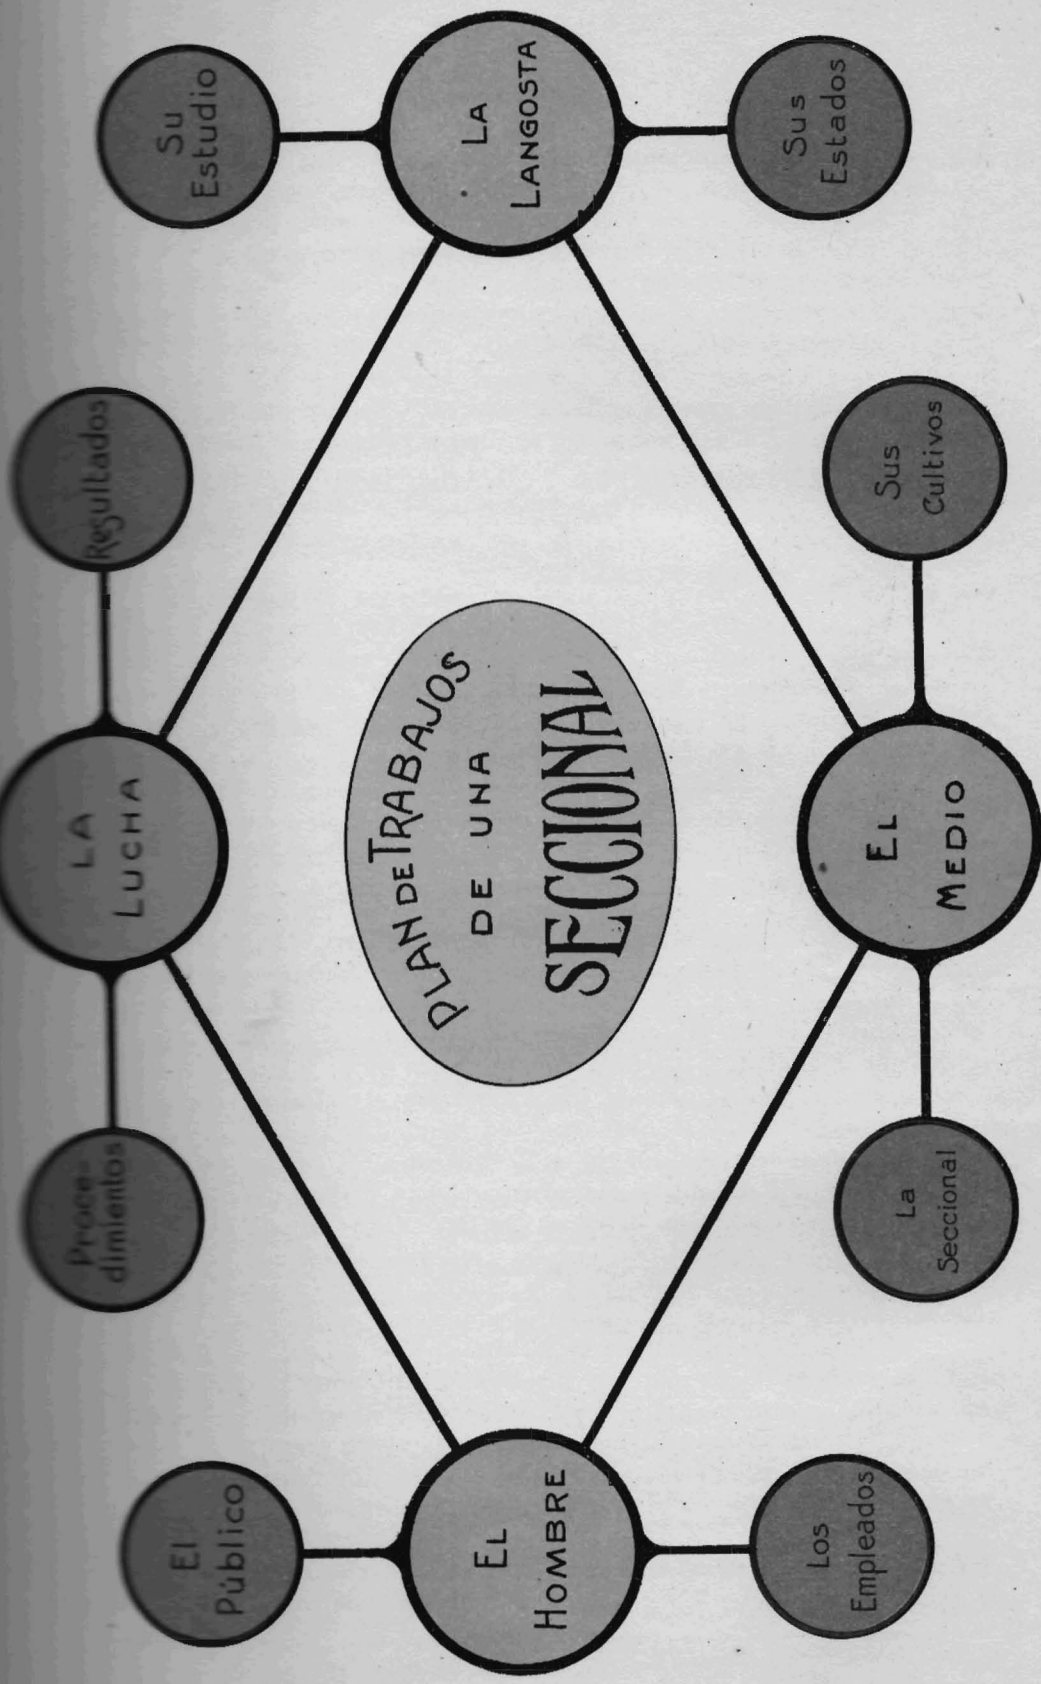 El
Público
Proce-
dimientos
LA
LUCHA
Resultados
Su
Estudio
EL
HOMBRE
PLAN DE TRABAJOS
DE UNA
SECCIONAL
LA
LANGOSTA
Los
Empleados
La
Seccional
EL
MEDIO
Sus
Cultivos
Sus
Estados